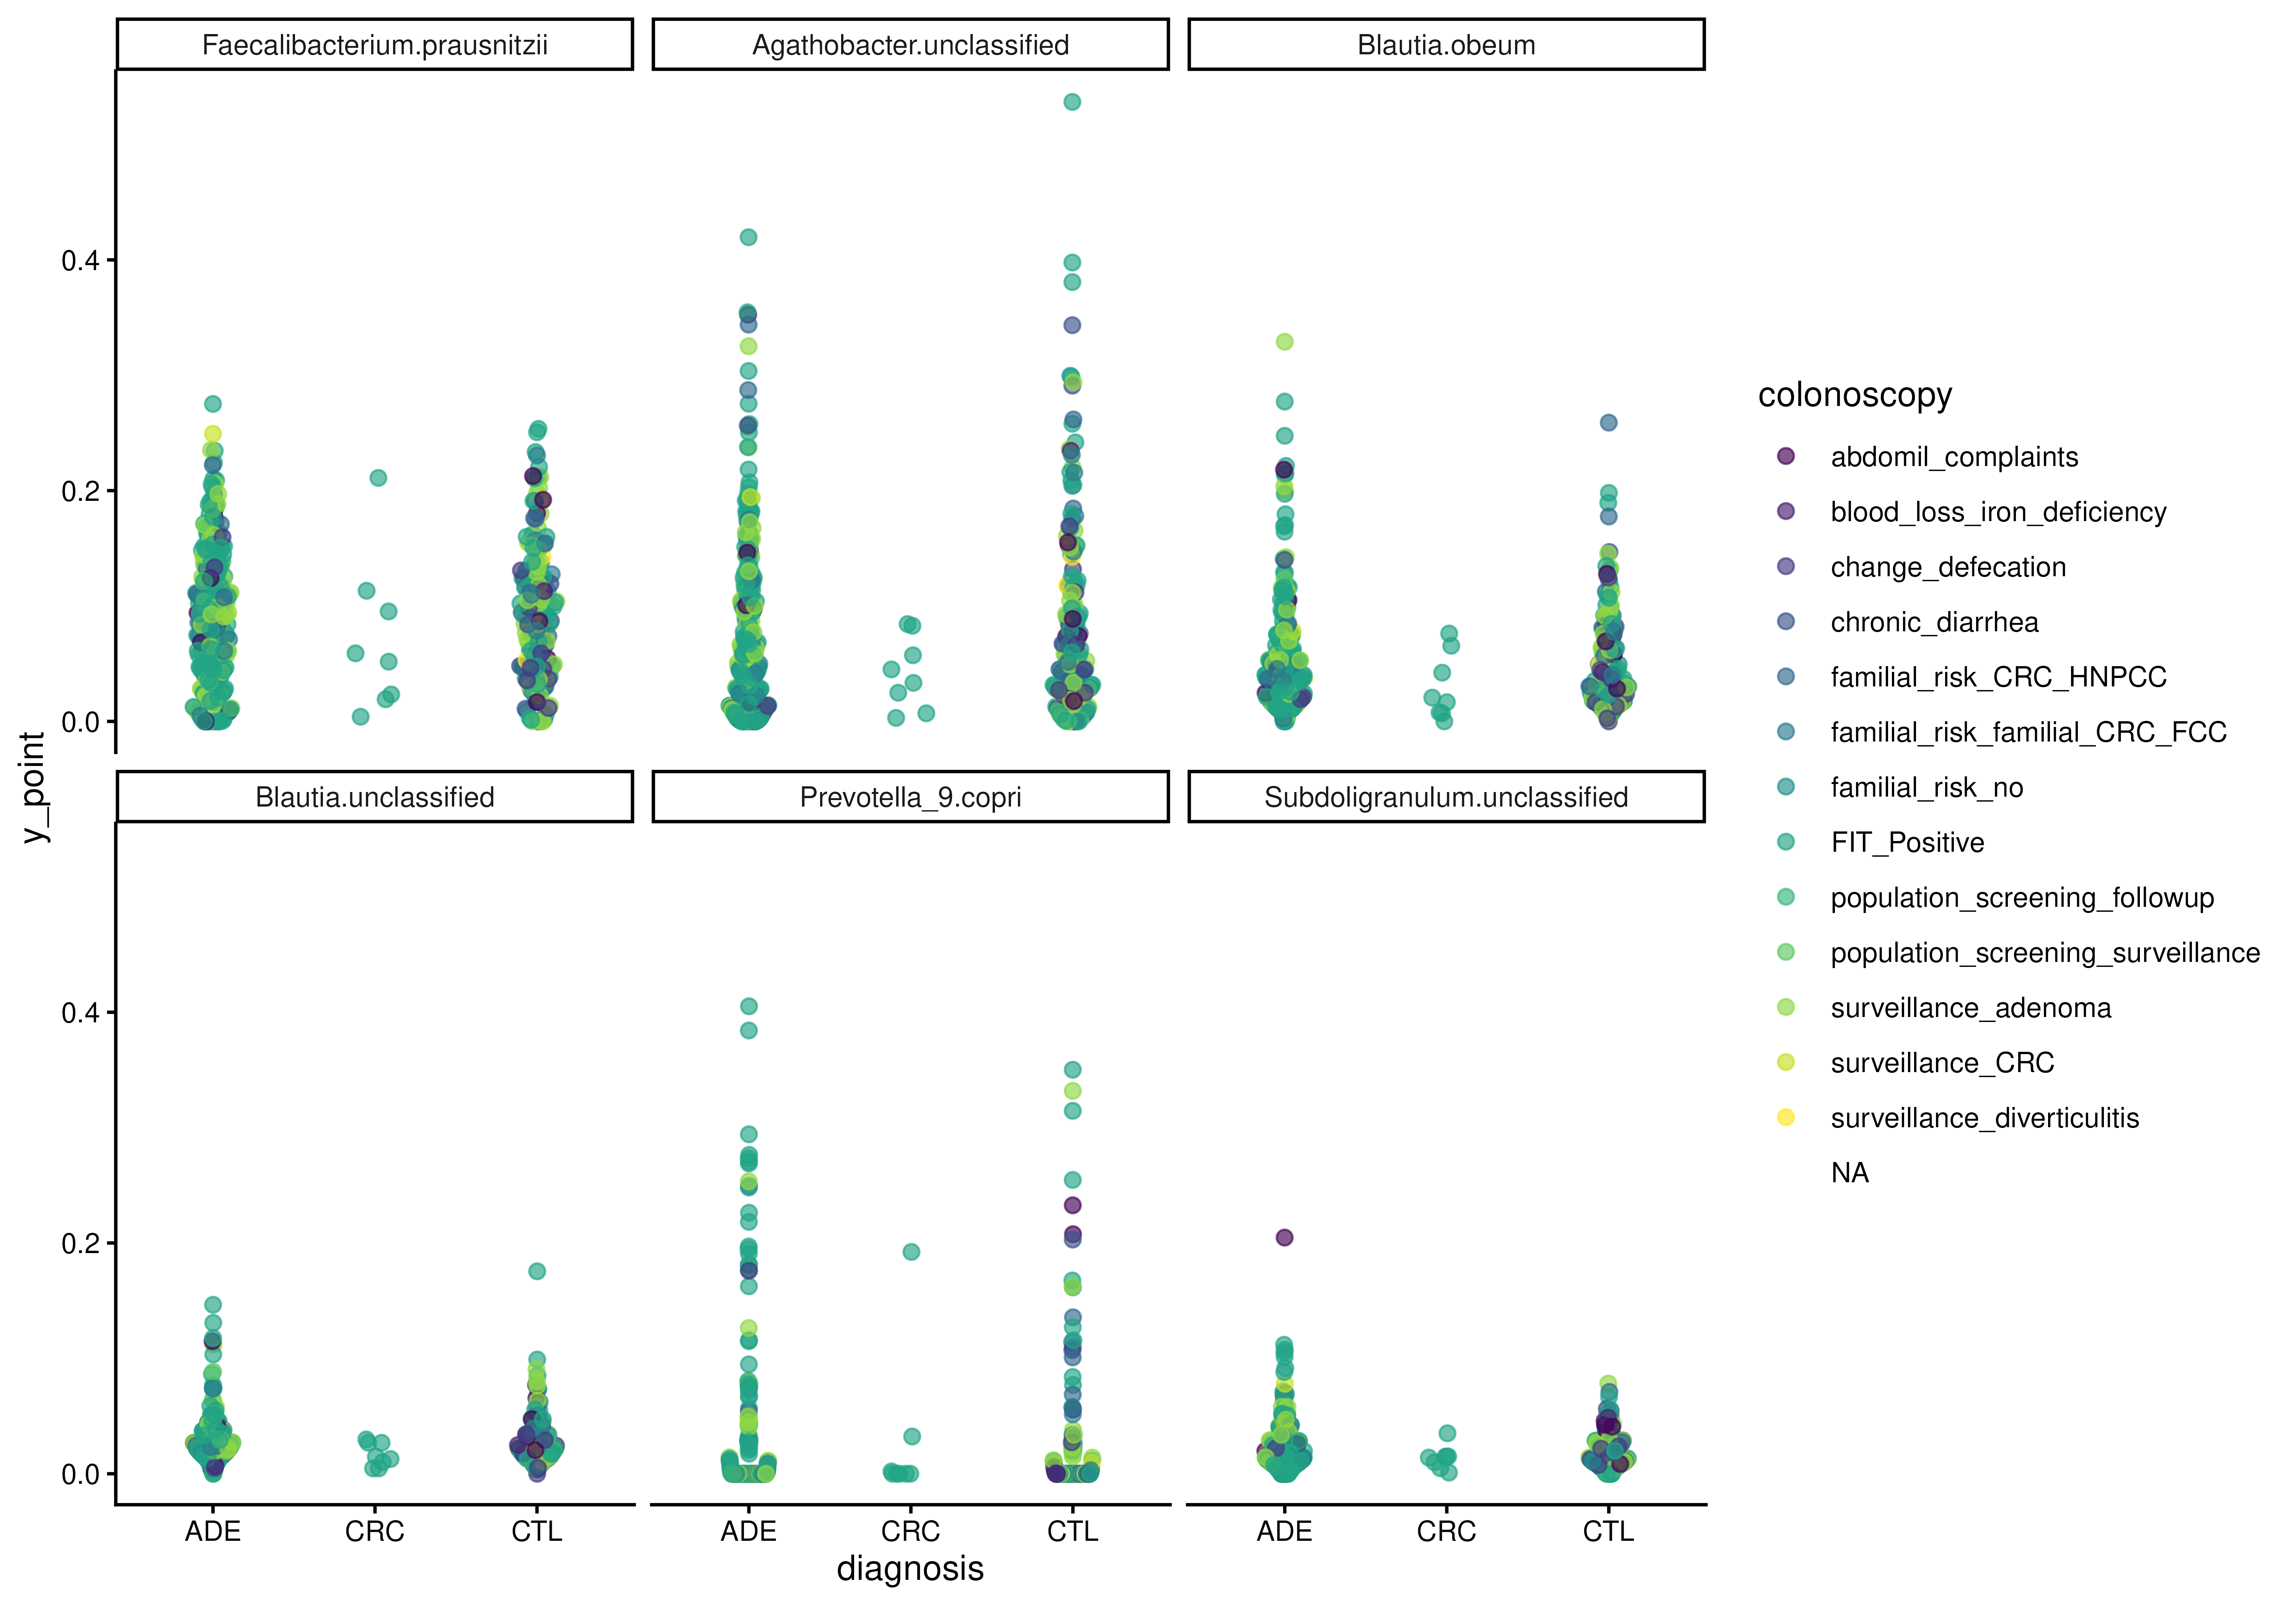 Faecalibacterium.prausnitzii
Agathobacter.unclassified
Blautia.obeum
0.4
0.2
0.0
Blautia.unclassified
Prevotella_9.copri
Subdoligranulum.unclassified
0.4
0.2
0.0
y_point
ADE CRC CTL
ADE CRC CTL
ADE CRC CTL
diagnosis
colonoscopy
abdomil_complaints
blood_loss_iron_deficiency
change_defecation
chronic_diarrhea
familial_risk_CRC_HNPCC
familial_risk_familial_CRC_FCC
familial_risk_no
FIT_Positive
population_screening_followup
population_screening_surveillance
surveillance_adenoma
surveillance_CRC
surveillance_diverticulitis
NA